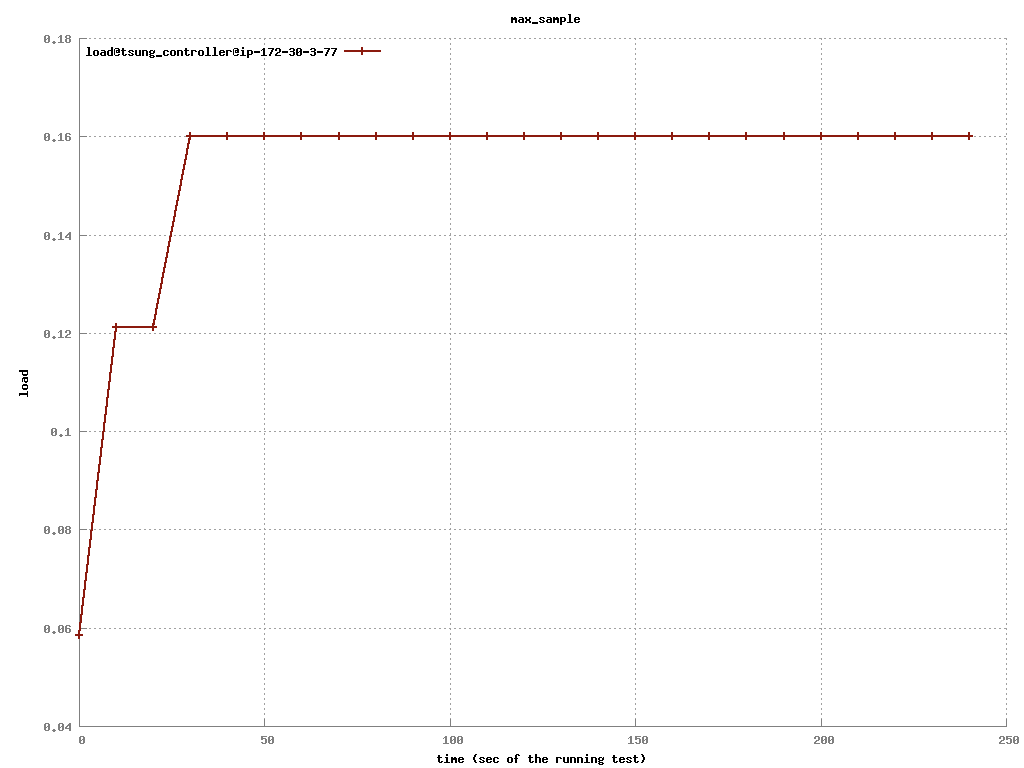 max_sample
0.18
load@tsung_controller@ip-172-30-3-77
0.16
0.14
0.12
load
0.1
0.08
0.06
0.04
0 50 100 150 200 250
time (sec of the running test)